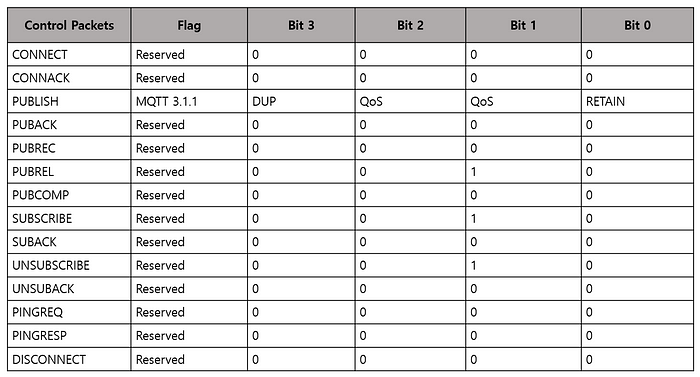 Control Packets Flag Bit 3 Bit 2 Bit 1 Bit 0
CONNECT Reserved 0 0 0 0
CONNACK Reserved 0 0 0 0
PUBLISH MQTT 3.1.1 DUP QoS QoS RETAIN
PUBACK Reserved 0 0 0 0
PUBREC Reserved 0 0 0 0
PUBREL Reserved 0 0 1 0
PUBCOMP Reserved 0 0 0 0
SUBSCRIBE Reserved 0 0 1 0
SUBACK Reserved 0 0 0 0
UNSUBSCRIBE Reserved 0 0 1 0
UNSUBACK Reserved 0 0 0 0
PINGREQ Reserved 0 0 0 0
PINGRESP Reserved 0 0 0 0
DISCONNECT Reserved 0 0 0 0